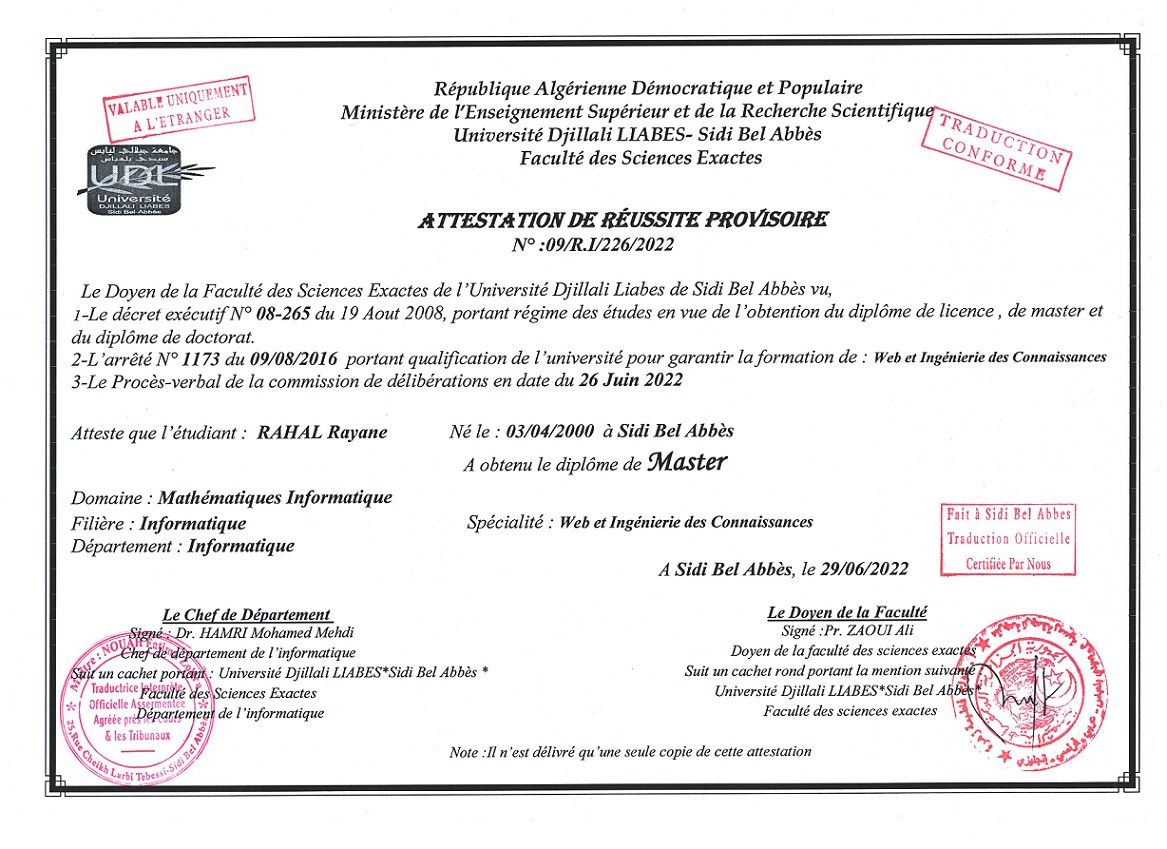 République Algérienne Démocratique et Populaire
Ministère de l'Enseignement Supérieur et de la Recherche Scientifique
Université Djillali LIABES- Sidi Bel Abbès
Faculté des Sciences Exactes
VALABLE UNIQUEMENT
A L'ETRANGER
TRADUCTION
CONFORME
جامعة جيلالي ليابس
سيدي بلعباس
UDL
Université
DJILLALI LIABES
Sidi Bel-Abbès
ATTESTATION DE RÉUSSITE PROVISOIRE
N° :09/R.I/226/2022
Le Doyen de la Faculté des Sciences Exactes de l'Université Djillali Liabes de Sidi Bel Abbès vu,
1-Le décret exécutif N° 08-265 du 19 Aout 2008, portant régime des études en vue de l'obtention du diplôme de licence , de master et
du diplôme de doctorat.
2-L'arrêté N° 1173 du 09/08/2016 portant qualification de l'université pour garantir la formation de : Web et Ingénierie des Connaissances
3-Le Procès-verbal de la commission de délibérations en date du 26 Juin 2022
Atteste que l'étudiant : RAHAL Rayane Né le : 03/04/2000 à Sidi Bel Abbès
A obtenu le diplôme de Master
Domaine : Mathématiques Informatique
Filière : Informatique Spécialité : Web et Ingénierie des Connaissances
Département : Informatique
Fait à Sidi Bel Abbes
Traduction Officielle
Certifiée Par Nous
A Sidi Bel Abbès, le 29/06/2022
Le Chef de Département
Signé : Dr. HAMRI Mohamed Mehdi
Chef de département de l'informatique
Suit un cachet portant : Université Djillali LIABES*Sidi Bel Abbès *
Faculté des Sciences Exactes
Département de l'informatique
Le Doyen de la Faculté
Signé :Pr. ZAOUI Ali
Doyen de la faculté des sciences exactes
Suit un cachet rond portant la mention suivante
Université Djillali LIABES*Sidi Bel Abbès*
Faculté des sciences exactes
Maître : NOUAH
Traductrice Interprète
Officielle Assermentée
Agréée près les Cours
& les Tribunaux
25,Rue Cheikh Larbi Tebessi-Sidi Bel Abbès
Note :Il n'est délivré qu'une seule copie de cette attestation